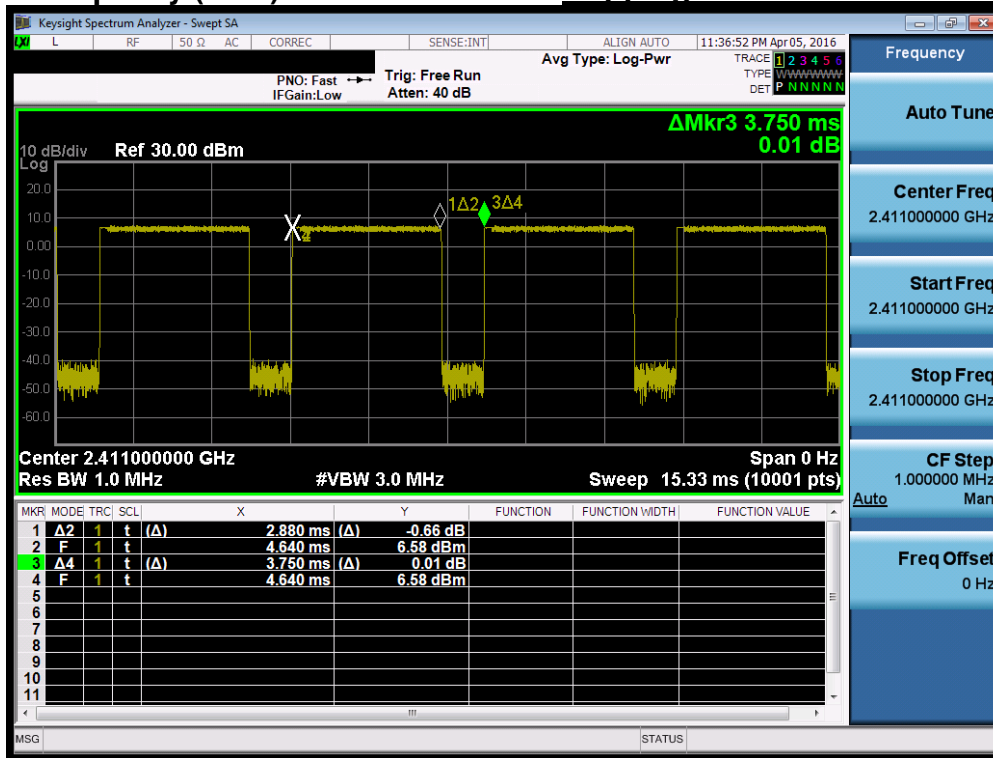 Keysight Spectrum Analyzer - Swept SA
LXI L RF 50 Ω AC CORREC SENSE:INT ALIGN AUTO 11:36:52 PM Apr 05, 2016
Avg Type: Log-Pwr TRACE 1 2 3 4 5 6
PNO: Fast Trig: Free Run TYPE WWWWWW
IFGain:Low Atten: 40 dB DET P N N N N N
Frequency
ΔMkr3 3.750 ms
0.01 dB
10 dB/div Ref 30.00 dBm
Log
20.0
10.0
0.00
-10.0
-20.0
-30.0
-40.0
-50.0
-60.0
1Δ2 3Δ4
X
Center 2.411000000 GHz Span 0 Hz
Res BW 1.0 MHz #VBW 3.0 MHz Sweep 15.33 ms (10001 pts)
MKR MODE TRC SCL X Y FUNCTION FUNCTION WIDTH FUNCTION VALUE
1 Δ2 1 t (Δ) 2.880 ms (Δ) -0.66 dB
2 F 1 t 4.640 ms 6.58 dBm
3 Δ4 1 t (Δ) 3.750 ms (Δ) 0.01 dB
4 F 1 t 4.640 ms 6.58 dBm
5
6
7
8
9
10
11
MSG STATUS
Auto Tune
Center Freq
2.411000000 GHz
Start Freq
2.411000000 GHz
Stop Freq
2.411000000 GHz
CF Step
1.000000 MHz
Auto Man
Freq Offset
0 Hz